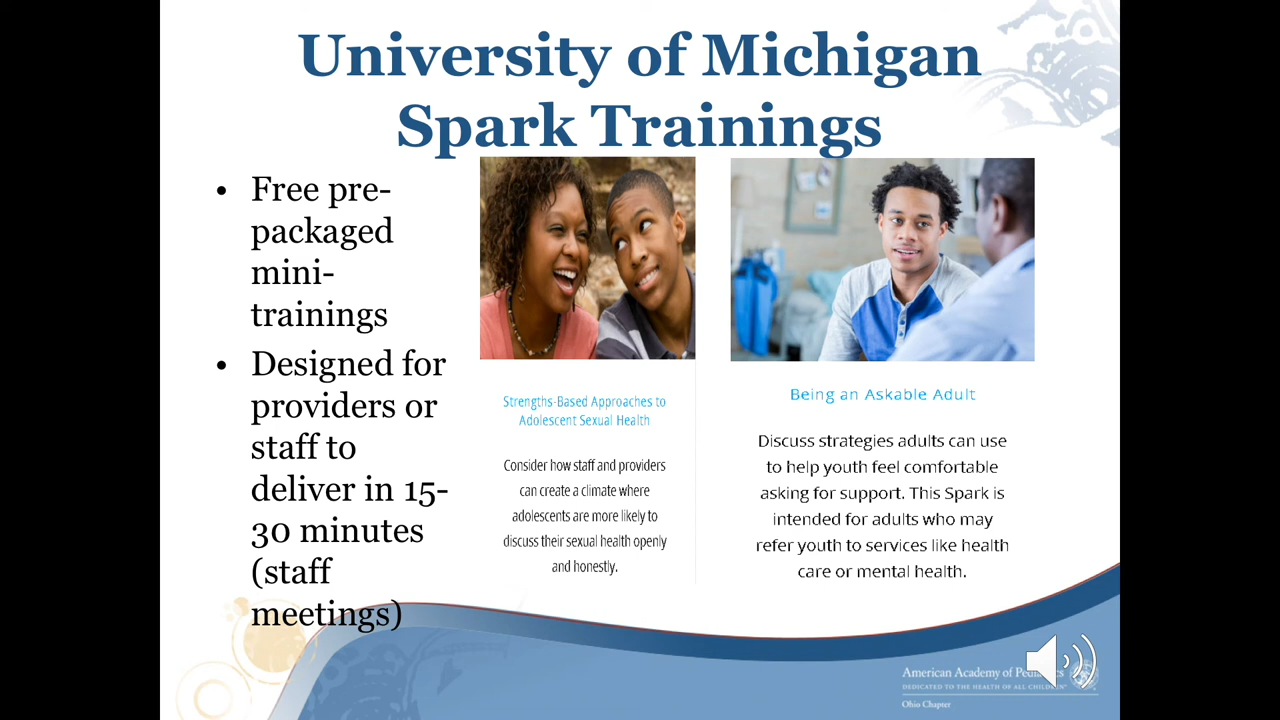 University of Michigan
Spark Trainings
• Free pre-
packaged
mini-
trainings
• Designed for
providers or
staff to
deliver in 15-
30 minutes
(staff
meetings)
Strengths-Based Approaches to
Adolescent Sexual Health
Consider how staff and providers
can create a climate where
adolescents are more likely to
discuss their sexual health openly
and honestly.
Being an Askable Adult
Discuss strategies adults can use
to help youth feel comfortable
asking for support. This Spark is
intended for adults who may
refer youth to services like health
care or mental health.
American Academy of
DEDICATED TO THE HEALTH OF ALL
Ohio Chapter